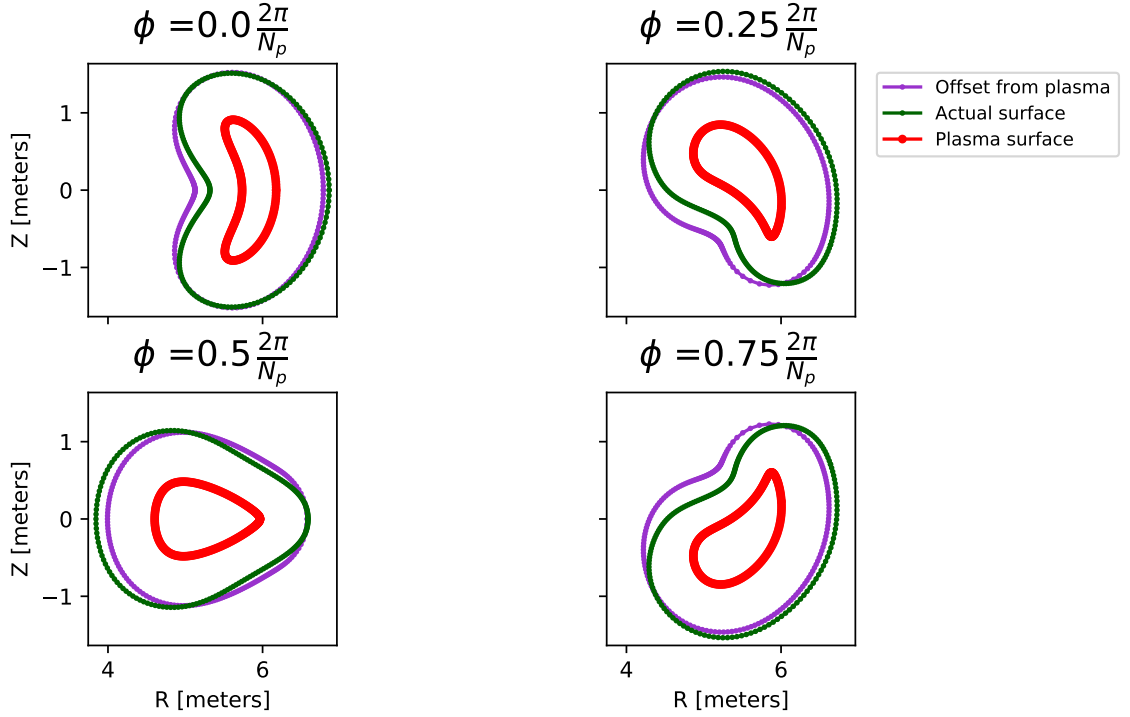 ϕ =0.0 2π/N_p
ϕ =0.25 2π/N_p
Offset from plasma
Actual surface
Plasma surface
Z [meters]
1
0
−1
ϕ =0.5 2π/N_p
ϕ =0.75 2π/N_p
Z [meters]
1
0
−1
4
6
4
6
R [meters]
R [meters]